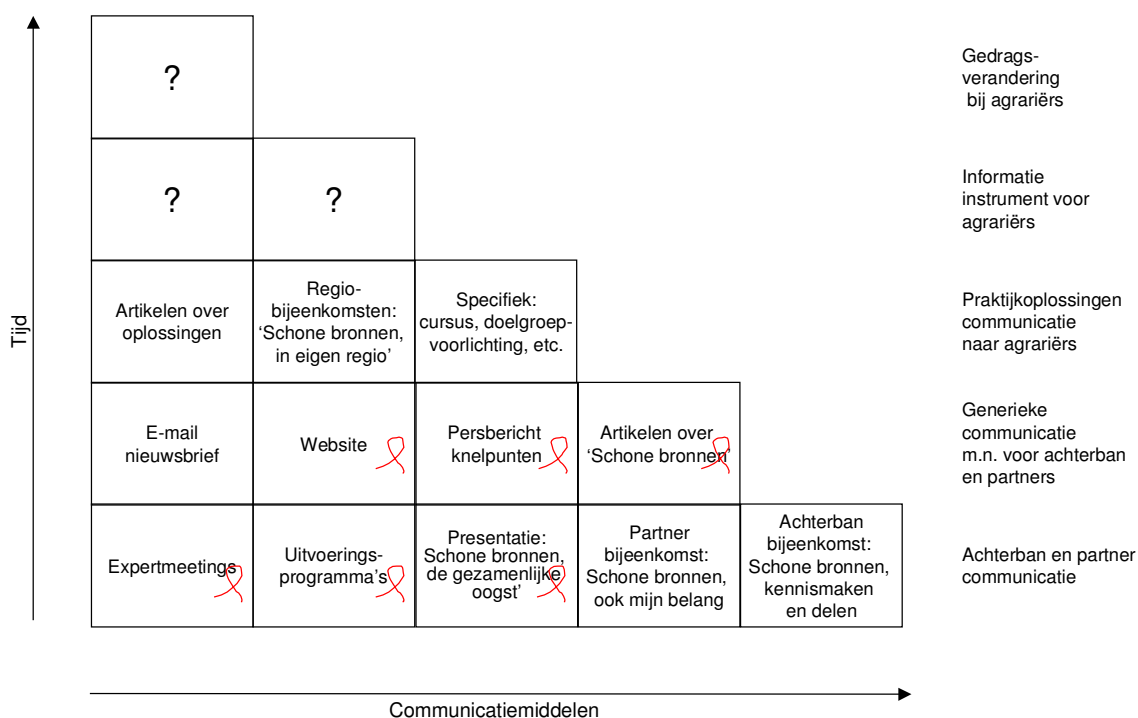 ?
Gedrags-
verandering
bij agrariërs
?
?
Informatie
instrument voor
agrariërs
Tijd
Artikelen over
oplossingen
Regio-
bijeenkomsten:
‘Schone bronnen,
in eigen regio’
Specifiek:
cursus, doelgroep-
voorlichting, etc.
Praktijkoplossingen
communicatie
naar agrariërs
E-mail
nieuwsbrief
Website
Persbericht
knelpunten
Artikelen over
‘Schone bronnen’
Generieke
communicatie
m.n. voor achterban
en partners
Expertmeetings
Uitvoerings-
programma’s
Presentatie:
Schone bronnen,
de gezamenlijke
oogst’
Partner
bijeenkomst:
Schone bronnen,
ook mijn belang
Achterban
bijeenkomst:
Schone bronnen,
kennismaken
en delen
Achterban en partner
communicatie
Communicatiemiddelen